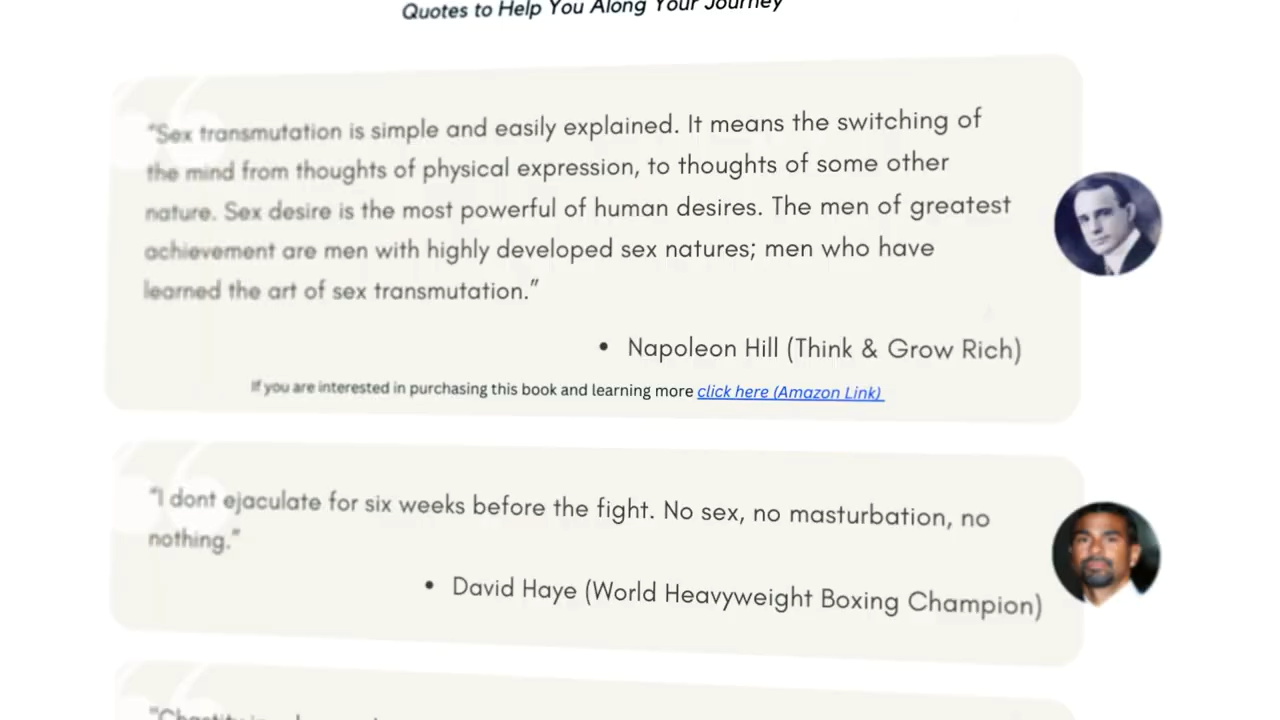 Quotes to Help You Along Your Journey
"Sex transmutation is simple and easily explained. It means the switching of
the mind from thoughts of physical expression, to thoughts of some other
nature. Sex desire is the most powerful of human desires. The men of greatest
achievement are men with highly developed sex natures; men who have
learned the art of sex transmutation."
• Napoleon Hill (Think & Grow Rich)
If you are interested in purchasing this book and learning more click here (Amazon Link)
"I dont ejaculate for six weeks before the fight. No sex, no masturbation, no
nothing."
• David Haye (World Heavyweight Boxing Champion)